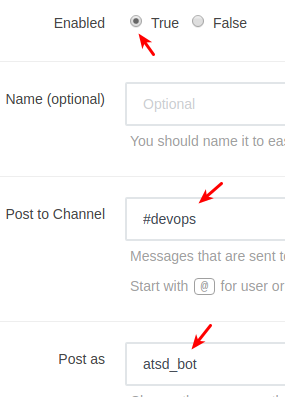 Enabled True False
Name (optional) Optional
You should name it to
Post to Channel #devops
Messages that are sent
Start with @ for user or
Post as atsd_bot